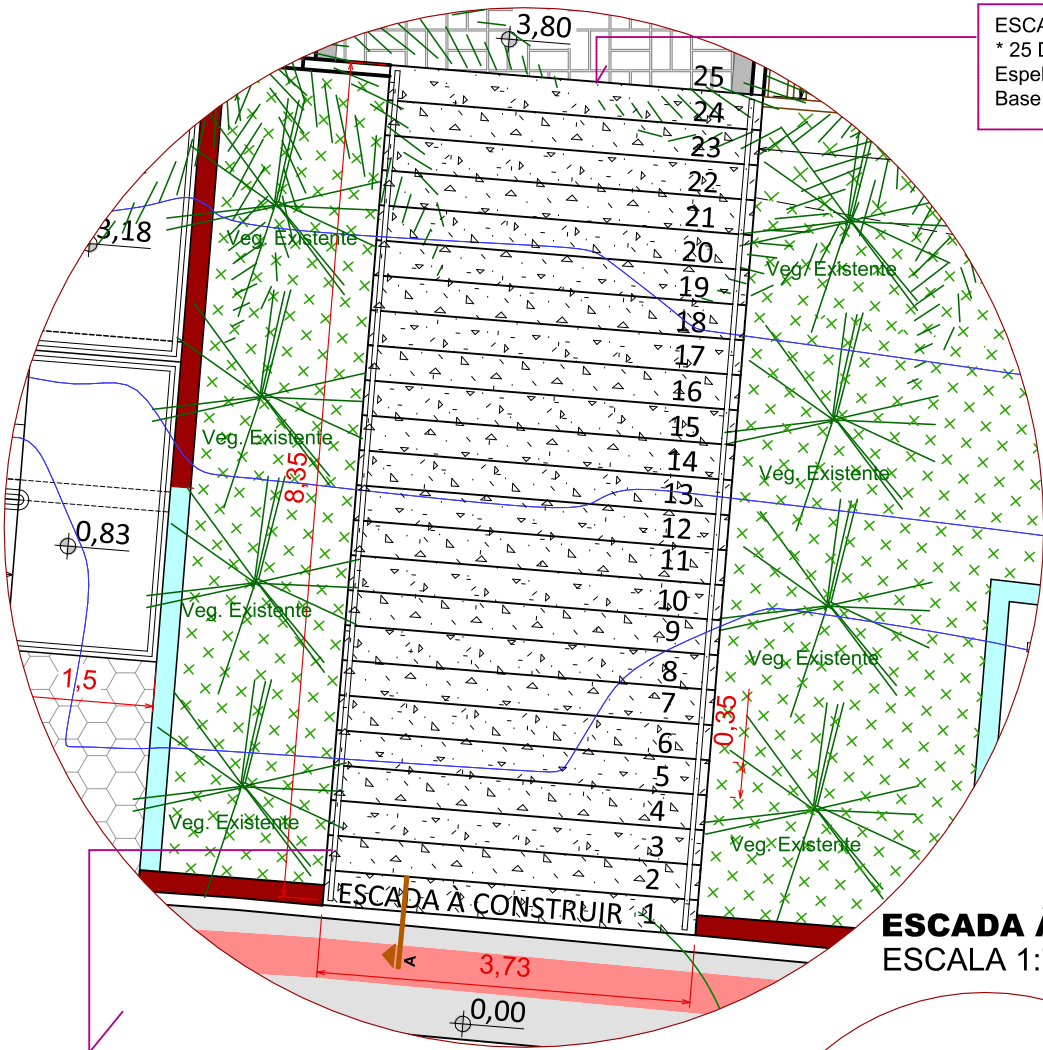 3,80
ESCA
* 25 D
Espel
Base
25
24
23
22
21
20
19
18
17
16
15
14
13
12
11
10
9
8
7
6
5
4
3
2
1
3,18
Veg. Existente
Veg. Existente
Veg. Existente
8,35
Veg. Existente
0,83
Veg. Existente
Veg. Existente
1,5
0,35
Veg. Existente
Veg. Existente
ESCADA À CONSTRUIR
A
3,73
0,00
ESCADA À
ESCALA 1: